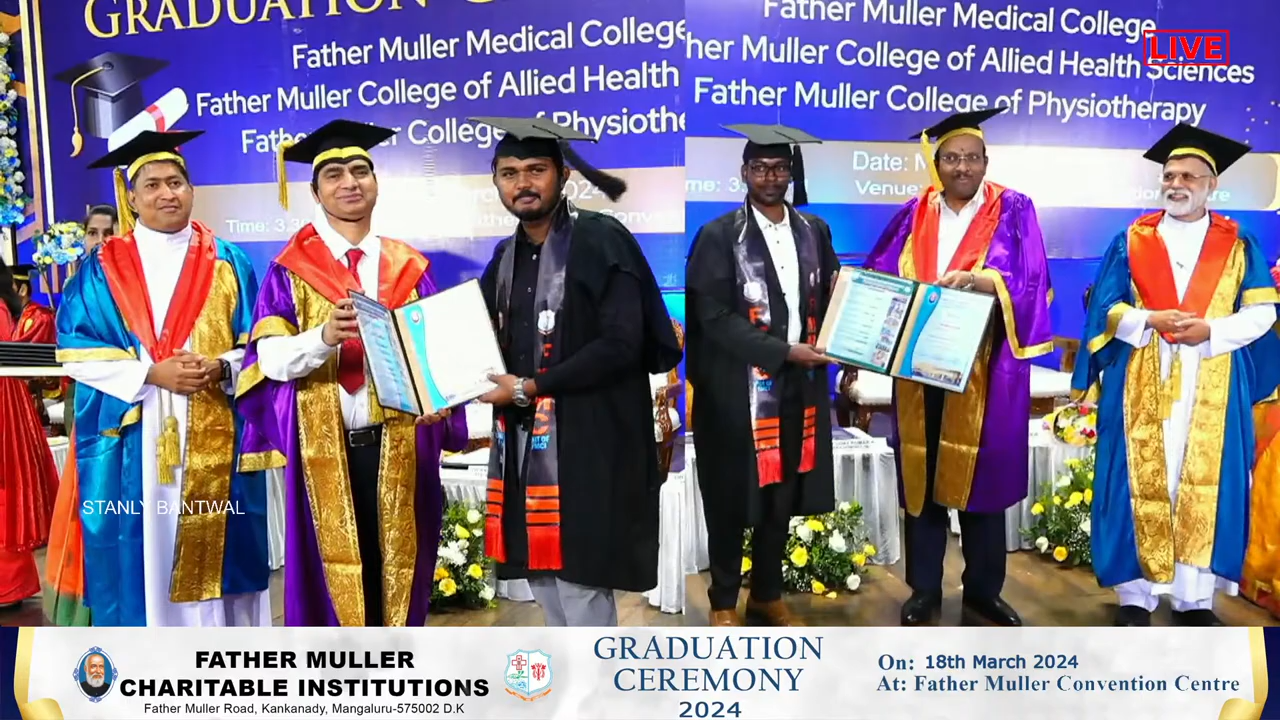 GRADUATION
Father Muller Medical College
Father Muller College of Allied Health
Muller College of Physiothe
2024
Time: 3.30
Father Muller Medical College
her Muller College of Allied Health Sciences
Father Muller College of Physiotherapy
Date:
Venue:
LIVE
STANLY BANTWAL
FATHER MULLER
CHARITABLE INSTITUTIONS
Father Muller Road, Kankanady, Mangaluru-575002 D.K
GRADUATION
CEREMONY
2024
On: 18th March 2024
At: Father Muller Convention Centre